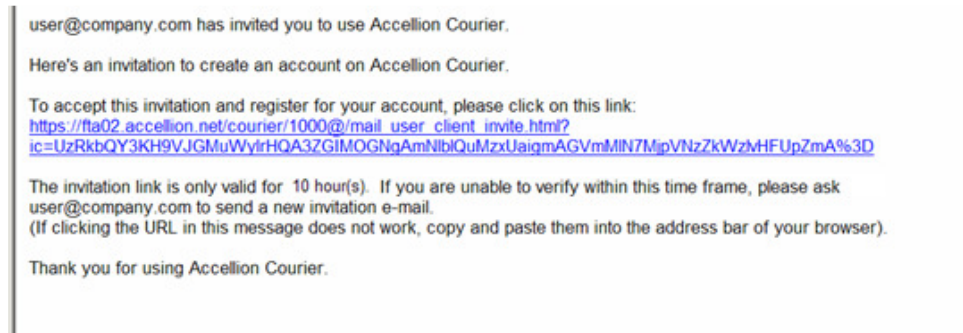 user@company.com has invited you to use Accellion Courier.
Here's an invitation to create an account on Accellion Courier.
To accept this invitation and register for your account, please click on this link:
https://fta02.accellion.net/courier/1000@/mail_user_client_invite.html?
The invitation link is only valid for 10 hour(s). If you are unable to verify within this time frame, please ask
user@company.com to send a new invitation e-mail.
(If clicking the URL in this message does not work, copy and paste them into the address bar of your browser).
Thank you for using Accellion Courier.